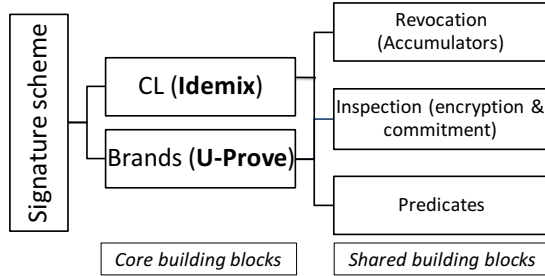 Signature scheme
CL (Idemix)
Brands (U-Prove)
Revocation
(Accumulators)
Inspection (encryption &
commitment)
Predicates
Core building blocks
Shared building blocks